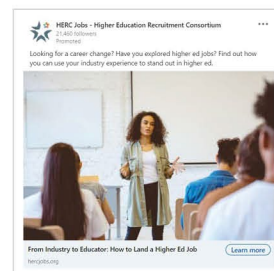 HERC Jobs - Higher Education Recruitment Consortium
21,460 followers
Promoted
Looking for a career change? Have you explored higher ed jobs? Find out how
you can use your industry experience to stand out in higher ed.
From Industry to Educator: How to Land a Higher Ed Job
Learn more
hercjobs.org